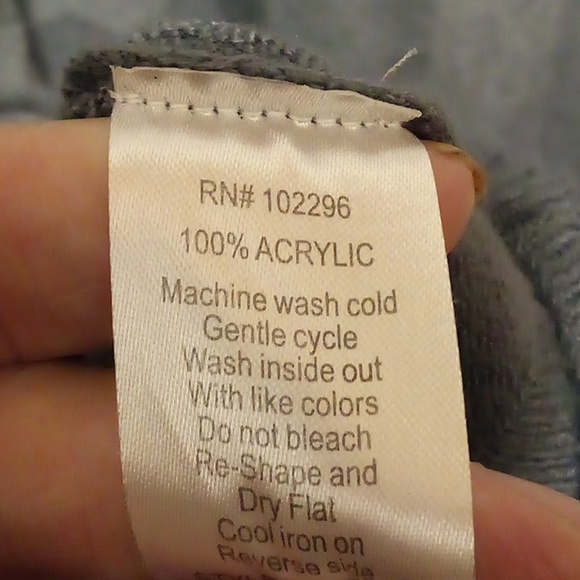 RN# 102296
100% ACRYLIC
Machine wash cold
Gentle cycle
Wash inside out
With like colors
Do not bleach
Re-Shape and
Dry Flat
Cool iron on
Reverse side